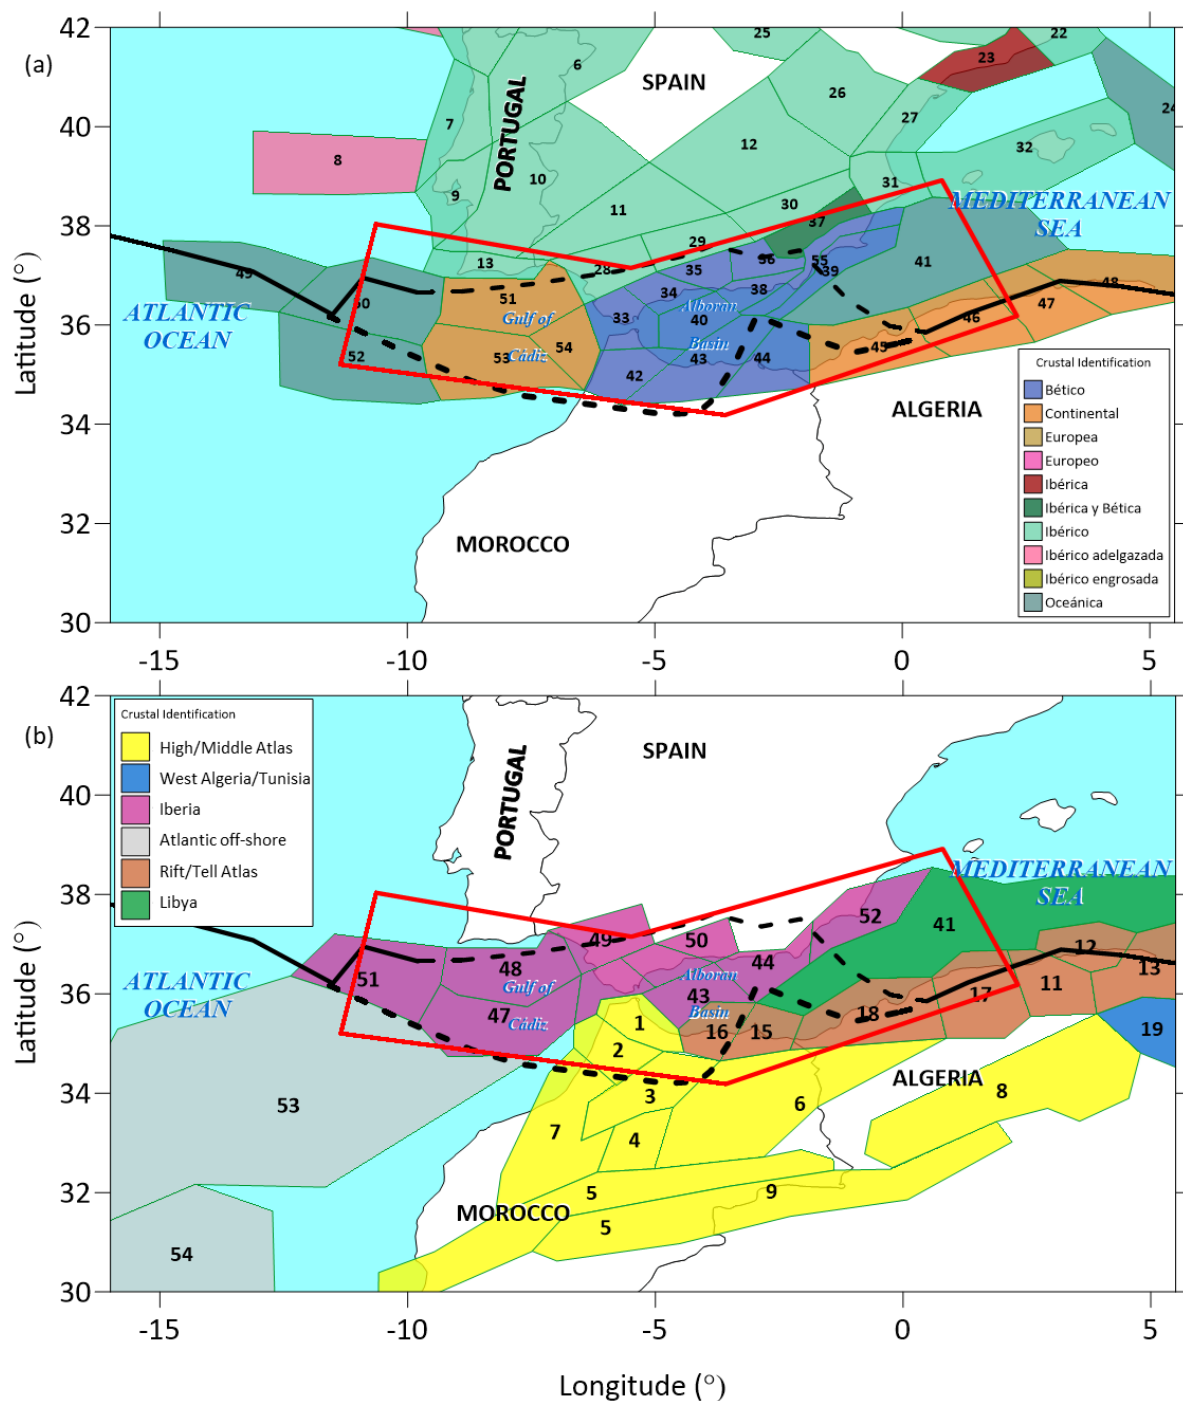 42
(a)
40
38
36
34
32
30
Latitude (°)
-15
-10
-5
0
5
25
22
6
SPAIN
23
26
24
PORTUGAL
7
27
8
12
32
10
31
9
11
30
37
MEDITERRANEAN
SEA
29
13
28
35
36
55
39
41
49
50
51
34
38
48
47
46
ATLANTIC
OCEAN
Gulf of
Cádiz
33
40
Alboran
Basin
52
53
54
42
43
44
45
ALGERIA
MOROCCO
Crustal Identification
Bético
Continental
Europea
Europeo
Ibérica
Ibérica y Bética
Ibérico
Ibérico adelgazada
Ibérico engrosada
Oceánica
42
(b)
40
38
36
34
32
30
Latitude (°)
-15
-10
-5
0
5
Longitude (°)
Crustal Identification
High/Middle Atlas
West Algeria/Tunisia
Iberia
Atlantic off-shore
Rift/Tell Atlas
Libya
SPAIN
PORTUGAL
MEDITERRANEAN
SEA
52
41
49
50
12
13
51
48
44
11
ATLANTIC
OCEAN
Gulf of
Cádiz
Alboran
Basin
43
17
47
1
16
15
18
19
2
ALGERIA
53
3
6
8
7
4
5
9
MOROCCO
5
54